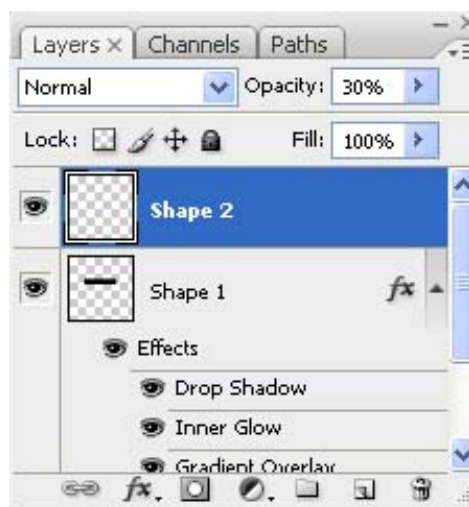 Layers × Channels Paths
Normal Opacity: 30%
Lock: Fill: 100%
Shape 2
Shape 1 fx
Effects
Drop Shadow
Inner Glow
Gradient Overlay
fx.